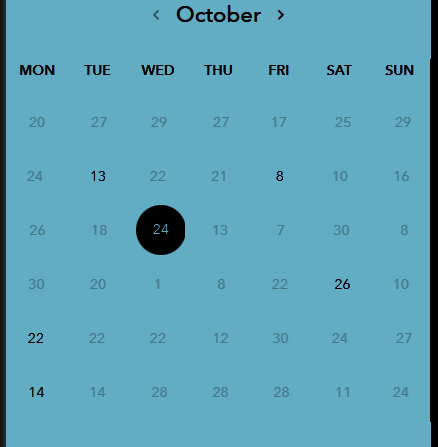 ‹ October ›
MON TUE WED THU FRI SAT SUN
20 27 29 27 17 25 29
24 13 22 21 8 10 16
26 18 24 13 7 30 8
30 20 1 8 22 26 10
22 22 22 12 30 24 27
14 14 28 28 28 11 24